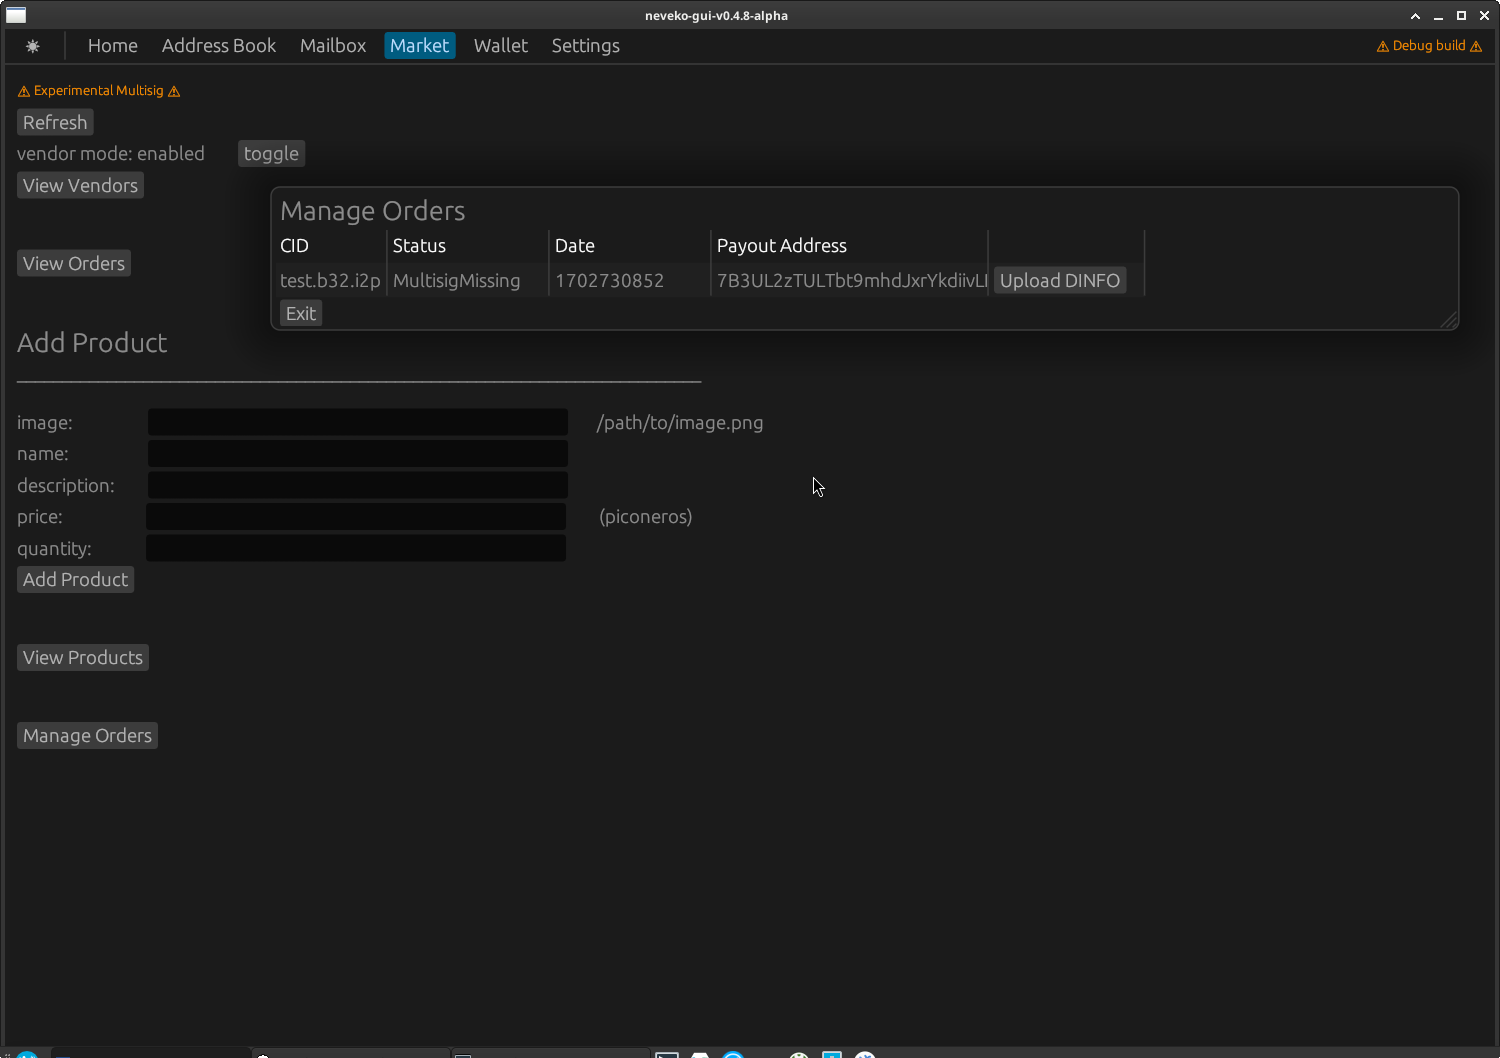 neveko-gui-v0.4.8-alpha
Home Address Book Mailbox Market Wallet Settings ⚠ Debug build ⚠
⚠ Experimental Multisig ⚠
Refresh
vendor mode: enabled toggle
View Vendors
Manage Orders
CID Status Date Payout Address
test.b32.i2p MultisigMissing 1702730852 7B3UL2zTULTbt9mhdJxrYkdiivLI Upload DINFO
Exit
View Orders
Add Product
image: /path/to/image.png
name:
description:
price: (piconeros)
quantity:
Add Product
View Products
Manage Orders